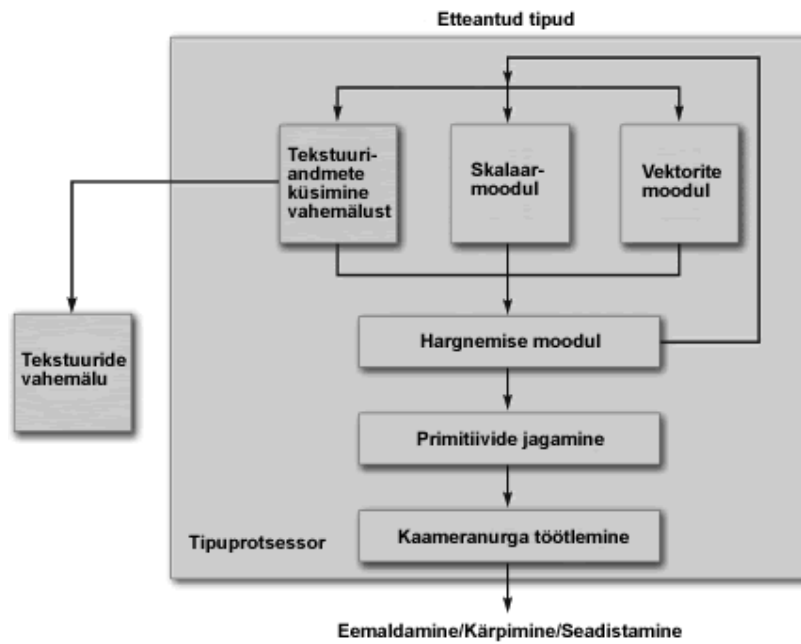 Etteantud tipud
Tekstuuri-
andmete
küsimine
vahemälust
Skalaar-
moodul
Vektorite
moodul
Tekstuuride
vahemälu
Hargnemise moodul
Primitiivide jagamine
Kaameranurga töötlemine
Tipuprotsessor
Eemaldamine/Kärpimine/Seadistamine